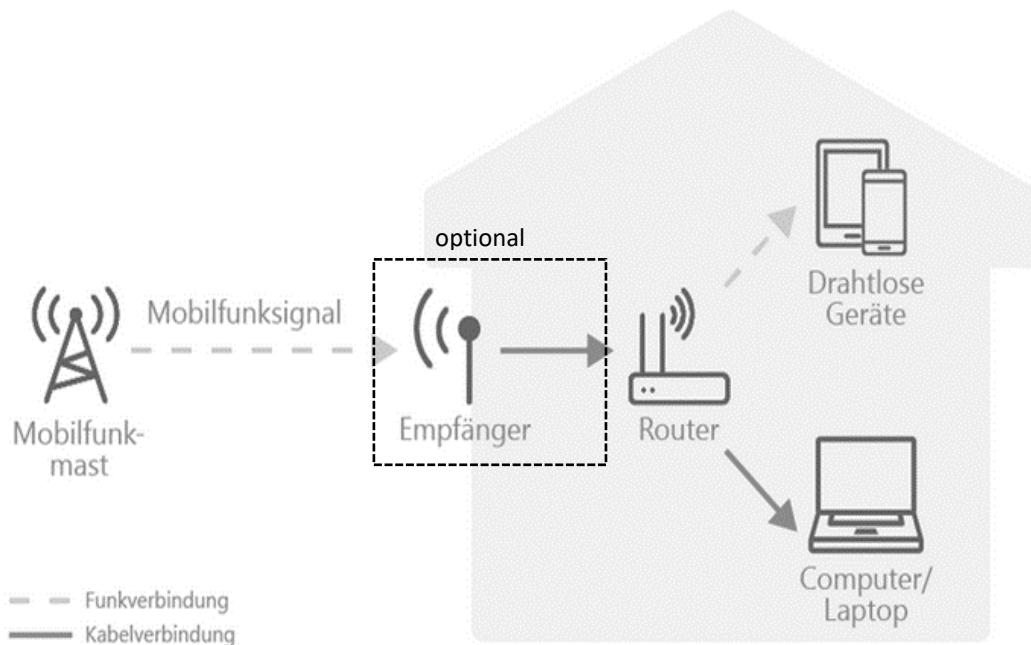 optional
Mobilfunksignal
Mobilfunk-
mast
Empfänger
Router
Drahtlose
Geräte
Computer/
Laptop
Funkverbindung
Kabelverbindung